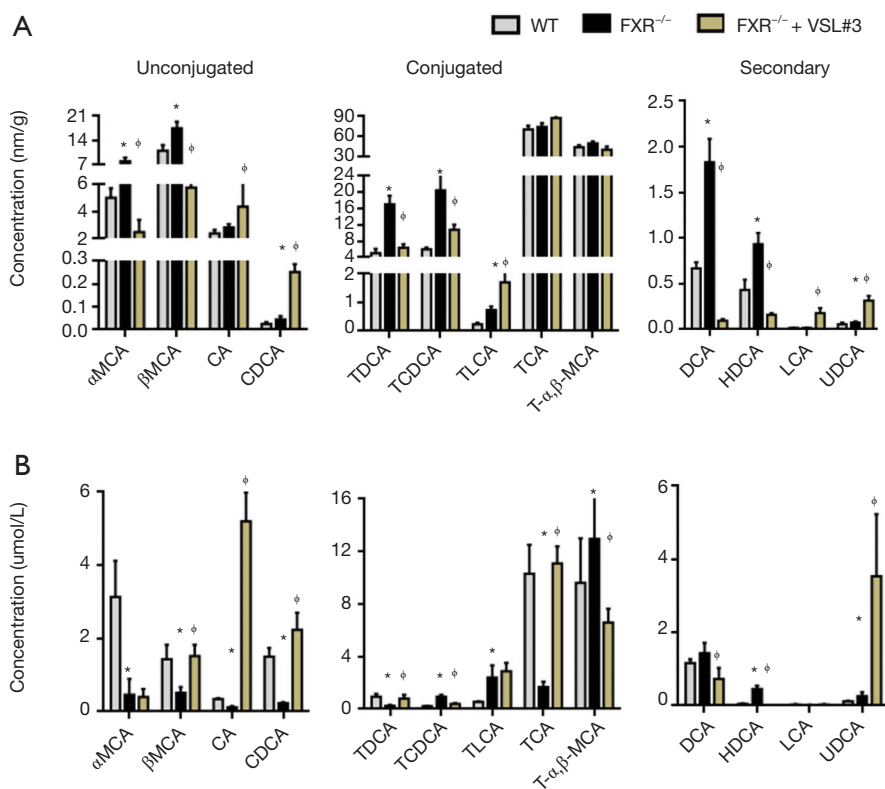 A
WT FXR⁻/⁻ FXR⁻/⁻ + VSL#3
Unconjugated Conjugated Secondary
Concentration (nm/g)
21
14
7
6
4
2
0.3
0.2
0.1
0.0
* ϕ * ϕ ϕ * ϕ
αMCA βMCA CA CDCA
90
60
30
24
20
16
12
8
4
2
1
0
* ϕ * ϕ * ϕ
TDCA TCDCA TLCA TCA T-α,β-MCA
2.5
2.0
1.5
1.0
0.5
0.0
* ϕ * ϕ ϕ * ϕ
DCA HDCA LCA UDCA
B
Concentration (umol/L)
6
4
2
0
* * ϕ * ϕ * ϕ
αMCA βMCA CA CDCA
16
12
8
4
0
* ϕ * ϕ * * ϕ * ϕ
TDCA TCDCA TLCA TCA T-α,β-MCA
6
4
2
0
ϕ * ϕ * ϕ
DCA HDCA LCA UDCA